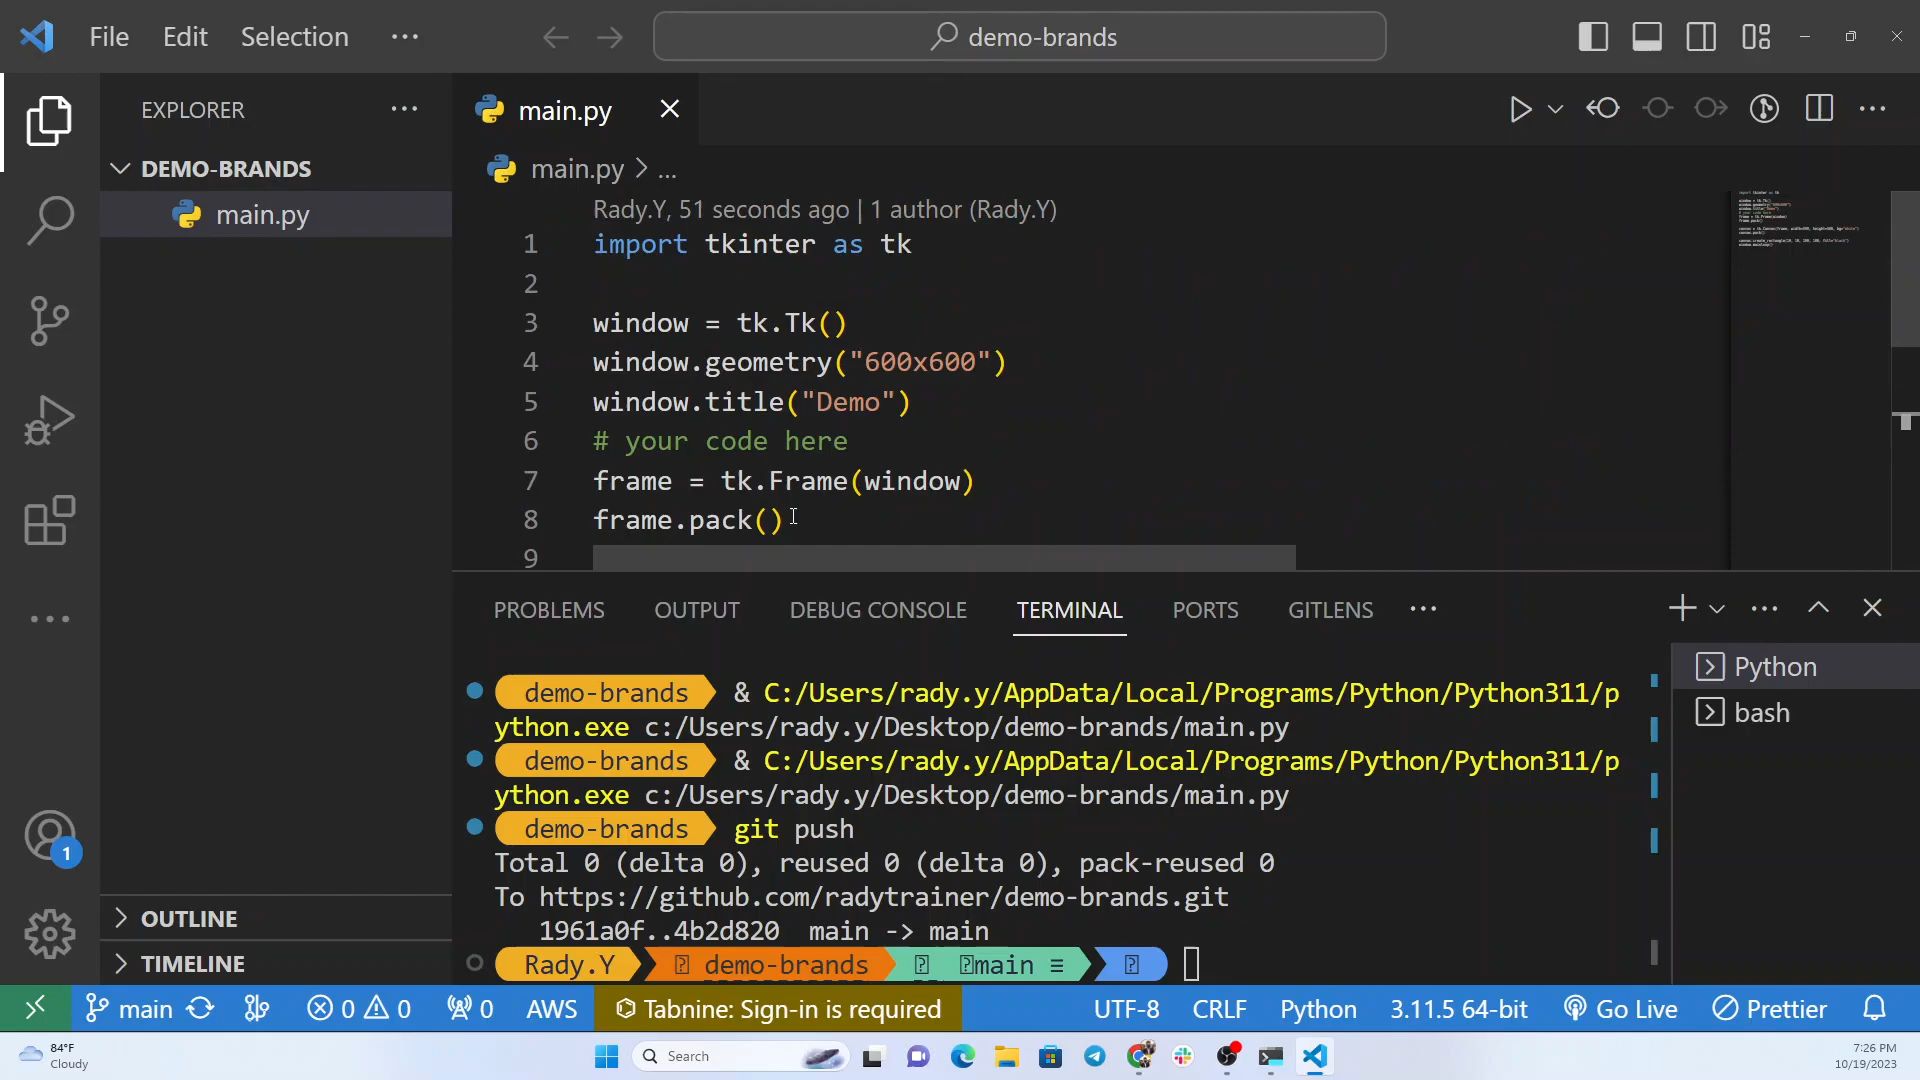 File Edit Selection ...
demo-brands
EXPLORER
DEMO-BRANDS
main.py
OUTLINE
TIMELINE
main.py
main.py > ...
Rady.Y, 51 seconds ago | 1 author (Rady.Y)
1 import tkinter as tk
2
3 window = tk.Tk()
4 window.geometry("600x600")
5 window.title("Demo")
6 # your code here
7 frame = tk.Frame(window)
8 frame.pack()
9
PROBLEMS OUTPUT DEBUG CONSOLE TERMINAL PORTS GITLENS ...
demo-brands & C:/Users/rady.y/AppData/Local/Programs/Python/Python311/p
ython.exe c:/Users/rady.y/Desktop/demo-brands/main.py
demo-brands & C:/Users/rady.y/AppData/Local/Programs/Python/Python311/p
ython.exe c:/Users/rady.y/Desktop/demo-brands/main.py
demo-brands git push
Total 0 (delta 0), reused 0 (delta 0), pack-reused 0
To https://github.com/radytrainer/demo-brands.git
1961a0f..4b2d820 main -> main
Rady.Y demo-brands main ≡
Python
bash
1
main 0 0 0 AWS Tabnine: Sign-in is required UTF-8 CRLF Python 3.11.5 64-bit Go Live Prettier
84°F
Cloudy
Search
7:26 PM
10/19/2023